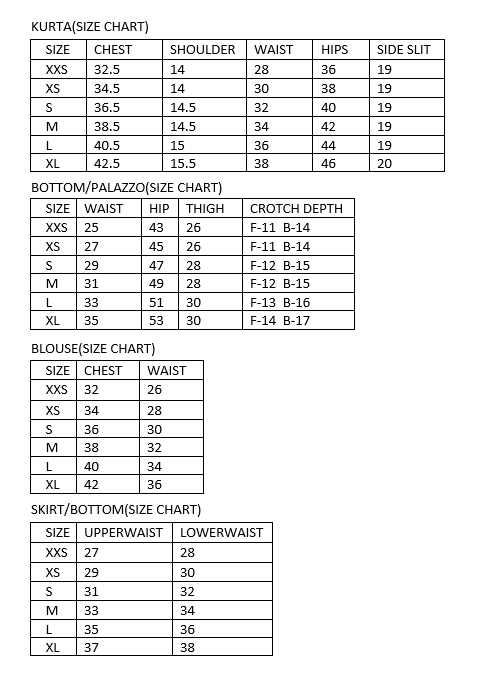 KURTA(SIZE CHART)
SIZE CHEST SHOULDER WAIST HIPS SIDE SLIT
XXS 32.5 14 28 36 19
XS 34.5 14 30 38 19
S 36.5 14.5 32 40 19
M 38.5 14.5 34 42 19
L 40.5 15 36 44 19
XL 42.5 15.5 38 46 20
BOTTOM/PALAZZO(SIZE CHART)
SIZE WAIST HIP THIGH CROTCH DEPTH
XXS 25 43 26 F-11 B-14
XS 27 45 26 F-11 B-14
S 29 47 28 F-12 B-15
M 31 49 28 F-12 B-15
L 33 51 30 F-13 B-16
XL 35 53 30 F-14 B-17
BLOUSE(SIZE CHART)
SIZE CHEST WAIST
XXS 32 26
XS 34 28
S 36 30
M 38 32
L 40 34
XL 42 36
SKIRT/BOTTOM(SIZE CHART)
SIZE UPPERWAIST LOWERWAIST
XXS 27 28
XS 29 30
S 31 32
M 33 34
L 35 36
XL 37 38